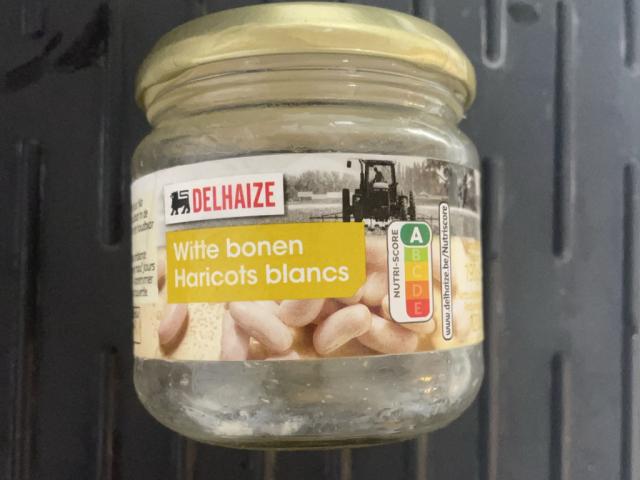 DELHAIZE
Witte bonen
Haricots blancs
NUTRI-SCORE
A
B
C
D
E
www.delhaize.be/Nutriscore